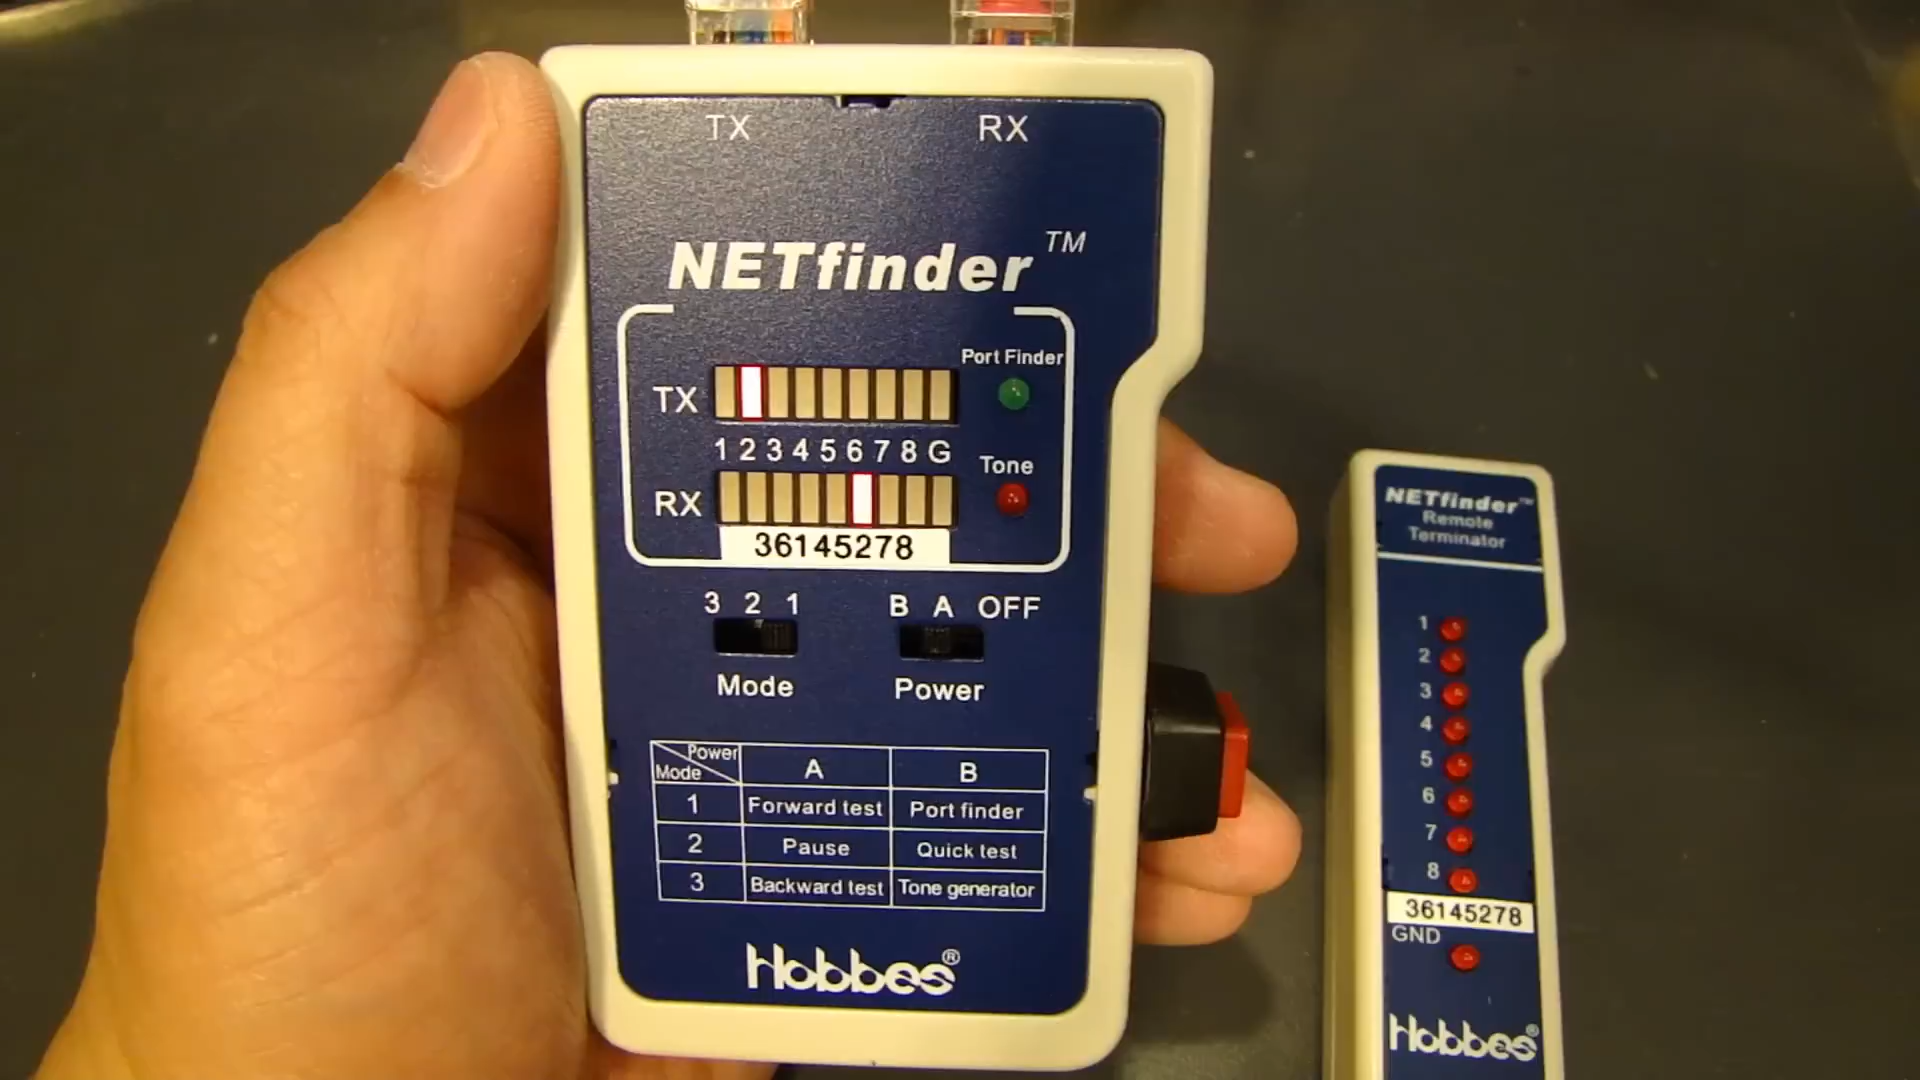 TX RX
NETfinder TM
Port Finder
TX
1 2 3 4 5 6 7 8 G
Tone
RX
36145278
3 2 1
B A OFF
Mode
Power
Power
Mode
A
B
1 Forward test Port finder
2 Pause Quick test
3 Backward test Tone generator
Hobbes®
NETfinder™
Remote
Terminator
1
2
3
4
5
6
7
8
36145278
GND
Hobbes®